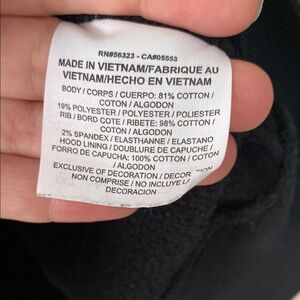 RN#56323 - CA#05553
MADE IN VIETNAM/FABRIQUE AU
VIETNAM/HECHO EN VIETNAM
BODY / CORPS / CUERPO: 81% COTTON /
COTON / ALGODON
19% POLYESTER / POLYESTER / POLIESTER
RIB / BORD COTE / RIBETE: 98% COTTON /
COTON / ALGODON
2% SPANDEX / ELASTHANNE / ELASTANO
HOOD LINING / DOUBLURE DE CAPUCHE /
FORRO DE CAPUCHA: 100% COTTON / COTON
/ ALGODON
EXCLUSIVE OF DECORATION / DECORATION
NON COMPRISE / NO INCLUYE LA
DECORACION